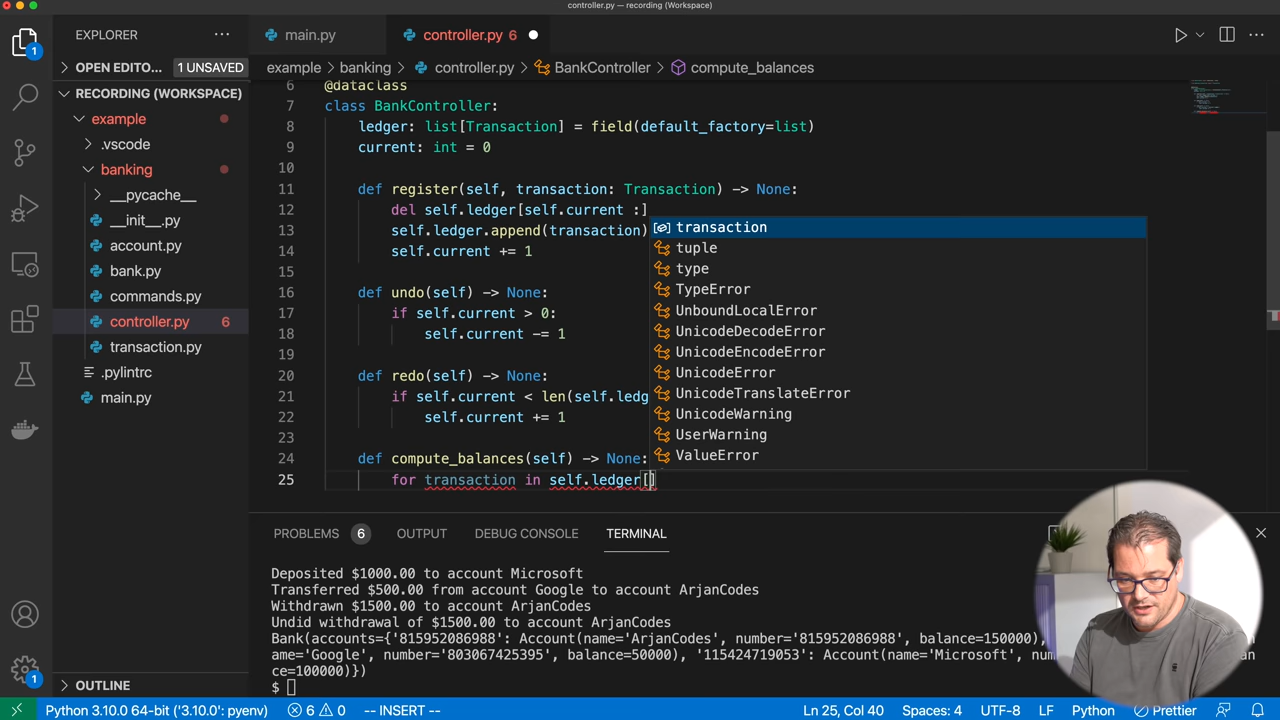 controller.py — recording (Workspace)
EXPLORER
main.py
controller.py 6
OPEN EDITO... 1 UNSAVED
example > banking > controller.py > BankController > compute_balances
RECORDING (WORKSPACE)
example
.vscode
banking
__pycache__
__init__.py
account.py
bank.py
commands.py
controller.py 6
transaction.py
.pylintrc
main.py
OUTLINE
1
1
6 @dataclass
7 class BankController:
8 ledger: list[Transaction] = field(default_factory=list)
9 current: int = 0
10
11 def register(self, transaction: Transaction) -> None:
12 del self.ledger[self.current :]
13 self.ledger.append(transaction)
14 self.current += 1
15
16 def undo(self) -> None:
17 if self.current > 0:
18 self.current -= 1
19
20 def redo(self) -> None:
21 if self.current < len(self.ledg
22 self.current += 1
23
24 def compute_balances(self) -> None:
25 for transaction in self.ledger[]
transaction
tuple
type
TypeError
UnboundLocalError
UnicodeDecodeError
UnicodeEncodeError
UnicodeError
UnicodeTranslateError
UnicodeWarning
UserWarning
ValueError
PROBLEMS 6 OUTPUT DEBUG CONSOLE TERMINAL
Deposited $1000.00 to account Microsoft
Transferred $500.00 from account Google to account ArjanCodes
Withdrawn $1500.00 to account ArjanCodes
Undid withdrawal of $1500.00 to account ArjanCodes
Bank(accounts={'815952086988': Account(name='ArjanCodes', number='815952086988', balance=150000),
ame='Google', number='803067425395', balance=50000), '115424719053': Account(name='Microsoft', num
ce=100000)})
$
Python 3.10.0 64-bit ('3.10.0': pyenv) 6 0 -- INSERT -- Ln 25, Col 40 Spaces: 4 UTF-8 LF Python Prettier